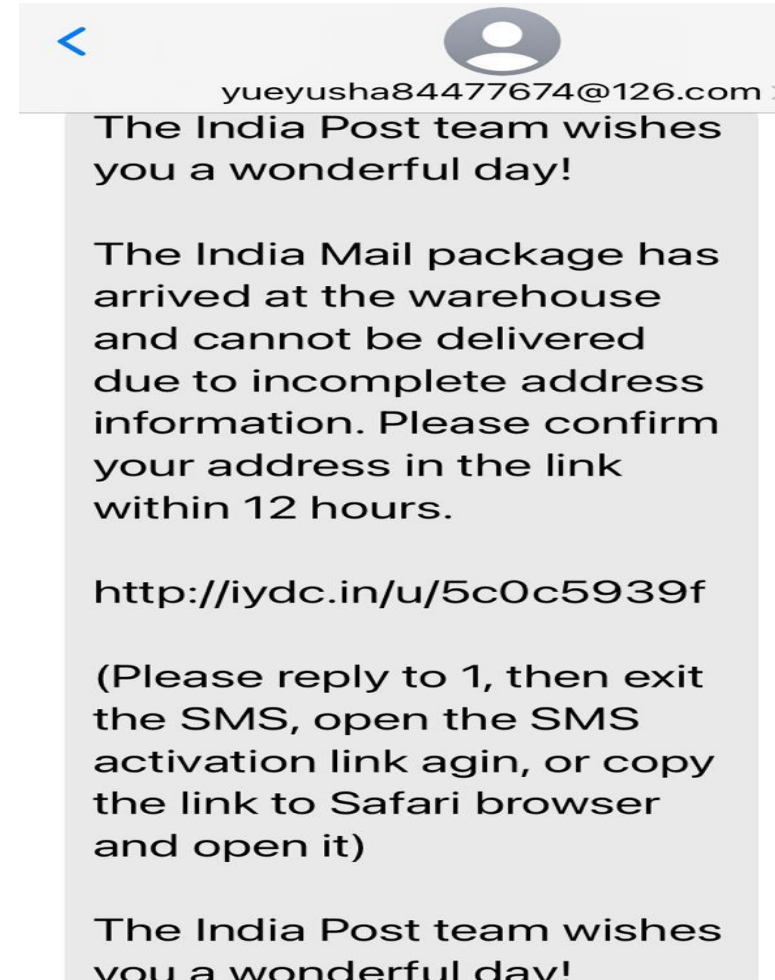 yueyusha84477674@126.com
The India Post team wishes
you a wonderful day!
The India Mail package has
arrived at the warehouse
and cannot be delivered
due to incomplete address
information. Please confirm
your address in the link
within 12 hours.
http://iydc.in/u/5c0c5939f
(Please reply to 1, then exit
the SMS, open the SMS
activation link agin, or copy
the link to Safari browser
and open it)
The India Post team wishes
you a wonderful day!